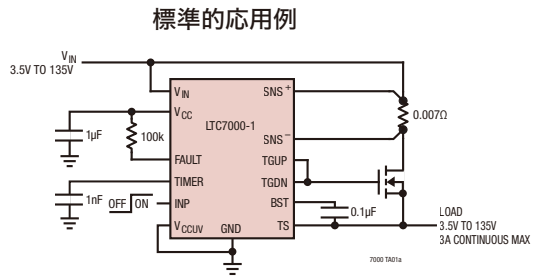 標準的応用例
VIN
3.5V TO 135V
VIN
SNS+
VCC
LTC7000-1
0.007Ω
1µF
100k
SNS–
FAULT
TGUP
TIMER
TGDN
1nF
OFF ON
INP
BST
0.1µF
VCCUV
GND
TS
LOAD
3.5V TO 135V
3A CONTINUOUS MAX
7000 TA01a